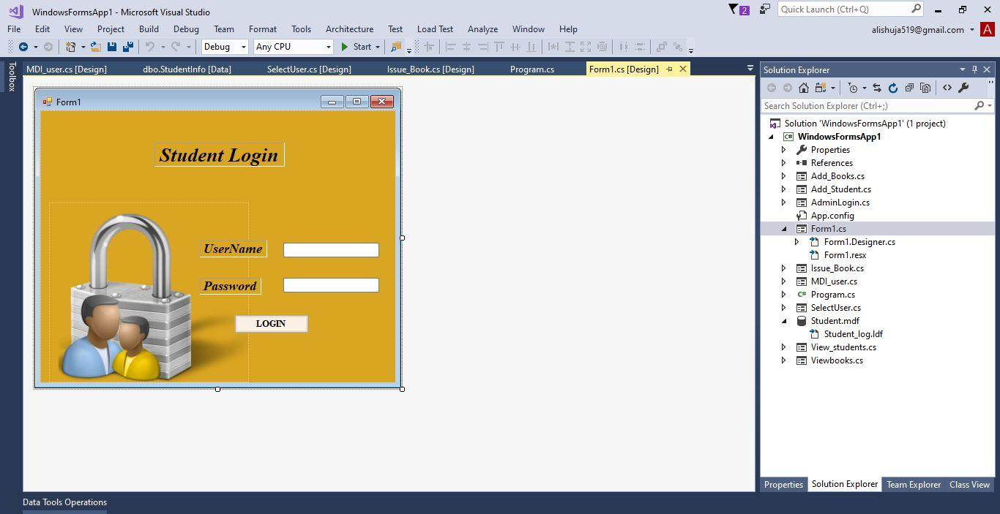 WindowsFormsApp1 - Microsoft Visual Studio
2
Quick Launch (Ctrl+Q)
File Edit View Project Build Debug Team Format Tools Architecture Test Load Test Analyze Window Help
alishuja519@gmail.com A
Debug Any CPU Start
Toolbox
MDI_user.cs [Design] dbo.StudentInfo [Data] SelectUser.cs [Design] Issue_Book.cs [Design] Program.cs Form1.cs [Design]
Form1
Student Login
UserName
Password
LOGIN
Solution Explorer
Search Solution Explorer (Ctrl+;)
Solution 'WindowsFormsApp1' (1 project)
C# WindowsFormsApp1
Properties
References
Add_Books.cs
Add_Student.cs
AdminLogin.cs
App.config
Form1.cs
Form1.Designer.cs
Form1.resx
Issue_Book.cs
MDI_user.cs
C# Program.cs
SelectUser.cs
Student.mdf
Student_log.ldf
View_students.cs
Viewbooks.cs
Properties Solution Explorer Team Explorer Class View
Data Tools Operations